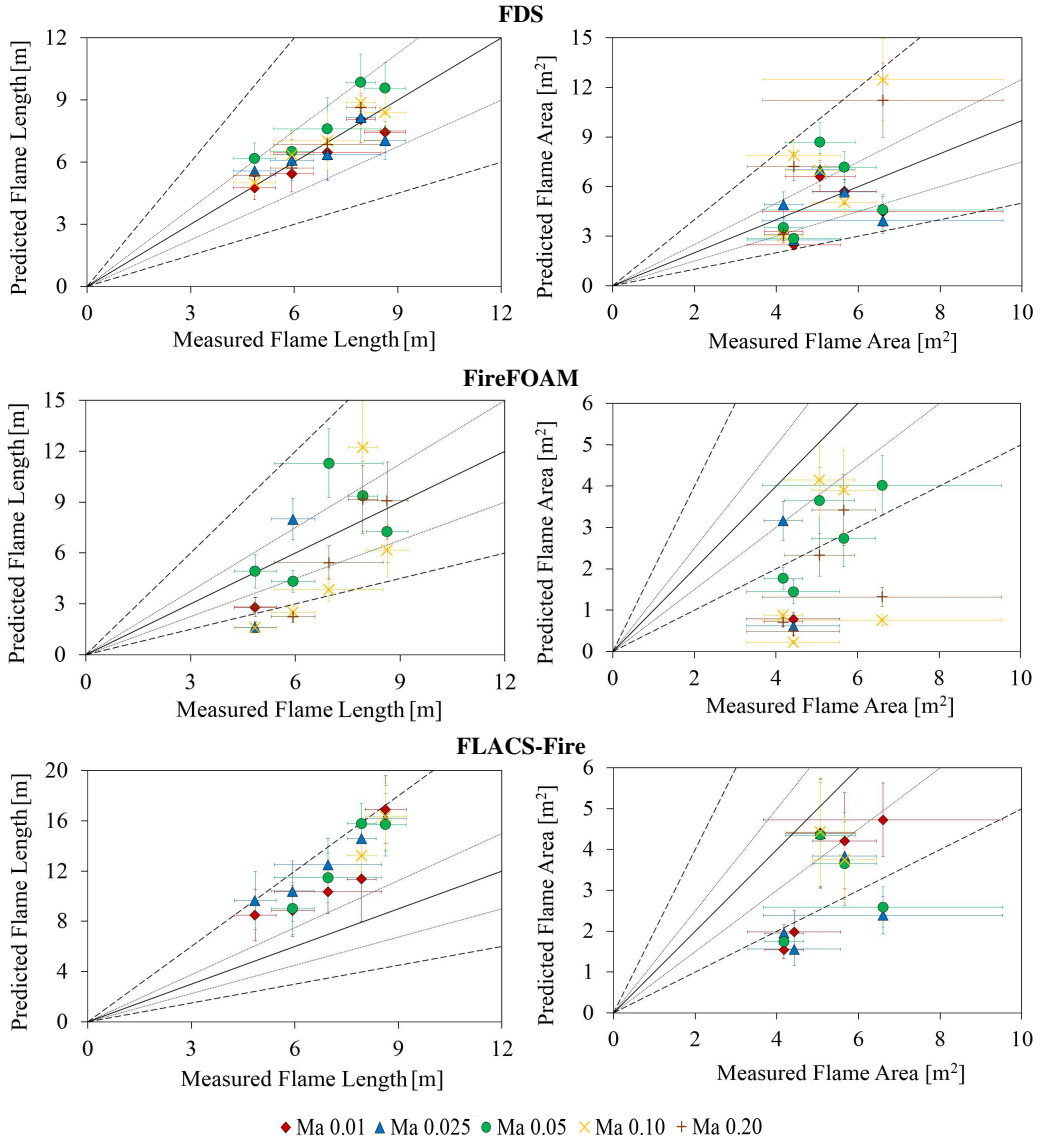 FDS
Predicted Flame Length [m]
12
9
6
3
0
0 3 6 9 12
Measured Flame Length [m]
Predicted Flame Area [m²]
15
12
9
6
3
0
0 2 4 6 8 10
Measured Flame Area [m²]
FireFOAM
Predicted Flame Length [m]
15
12
9
6
3
0
0 3 6 9 12
Measured Flame Length [m]
Predicted Flame Area [m²]
6
5
4
3
2
1
0
0 2 4 6 8 10
Measured Flame Area [m²]
FLACS-Fire
Predicted Flame Length [m]
20
16
12
8
4
0
0 3 6 9 12
Measured Flame Length [m]
Predicted Flame Area [m²]
6
5
4
3
2
1
0
0 2 4 6 8 10
Measured Flame Area [m²]
Ma 0.01 Ma 0.025 Ma 0.05 Ma 0.10 Ma 0.20